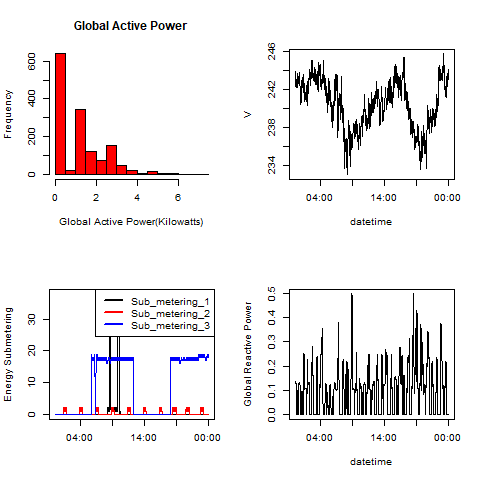 Global Active Power
Frequency
0 200 400 600
0 2 4 6
Global Active Power(Kilowatts)
V
234 238 242 246
04:00 14:00 00:00
datetime
Energy Submetering
0 10 20 30
Sub_metering_1
Sub_metering_2
Sub_metering_3
04:00 14:00 00:00
Global Reactive Power
0.0 0.1 0.2 0.3 0.4 0.5
04:00 14:00 00:00
datetime